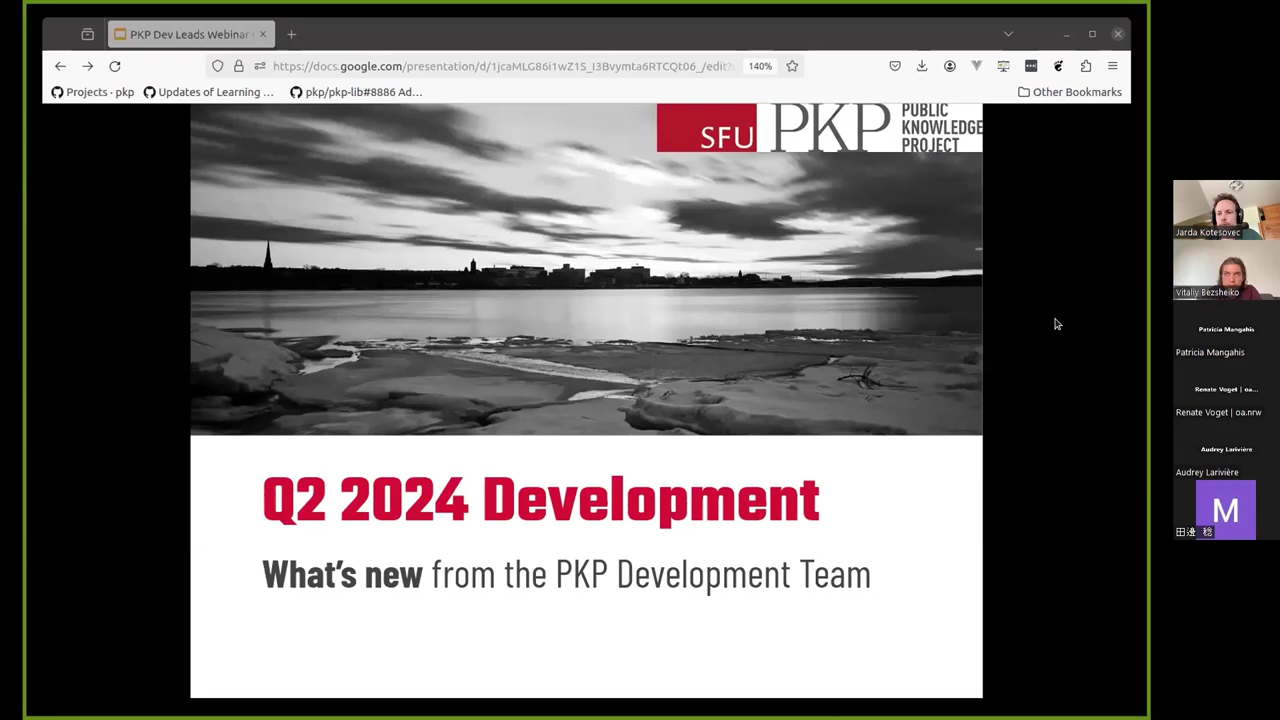 PKP Dev Leads Webinar
https://docs.google.com/presentation/d/1jcaMLG86i1wZ1S_I3Bvymta6RTCQt06_/edit?
140%
Projects · pkp
Updates of Learning ...
pkp/pkp-lib#8886 Ad...
Other Bookmarks
SFU
PKP
PUBLIC
KNOWLEDGE
PROJECT
Q2 2024 Development
What's new from the PKP Development Team
Jarda Kotesovec
Vitaliy Bezsheiko
Patricia Mangahis
Patricia Mangahis
Renate Voget | oa...
Renate Voget | oa.nrw
Audrey Larivière
Audrey Larivière
M
田邊 稔